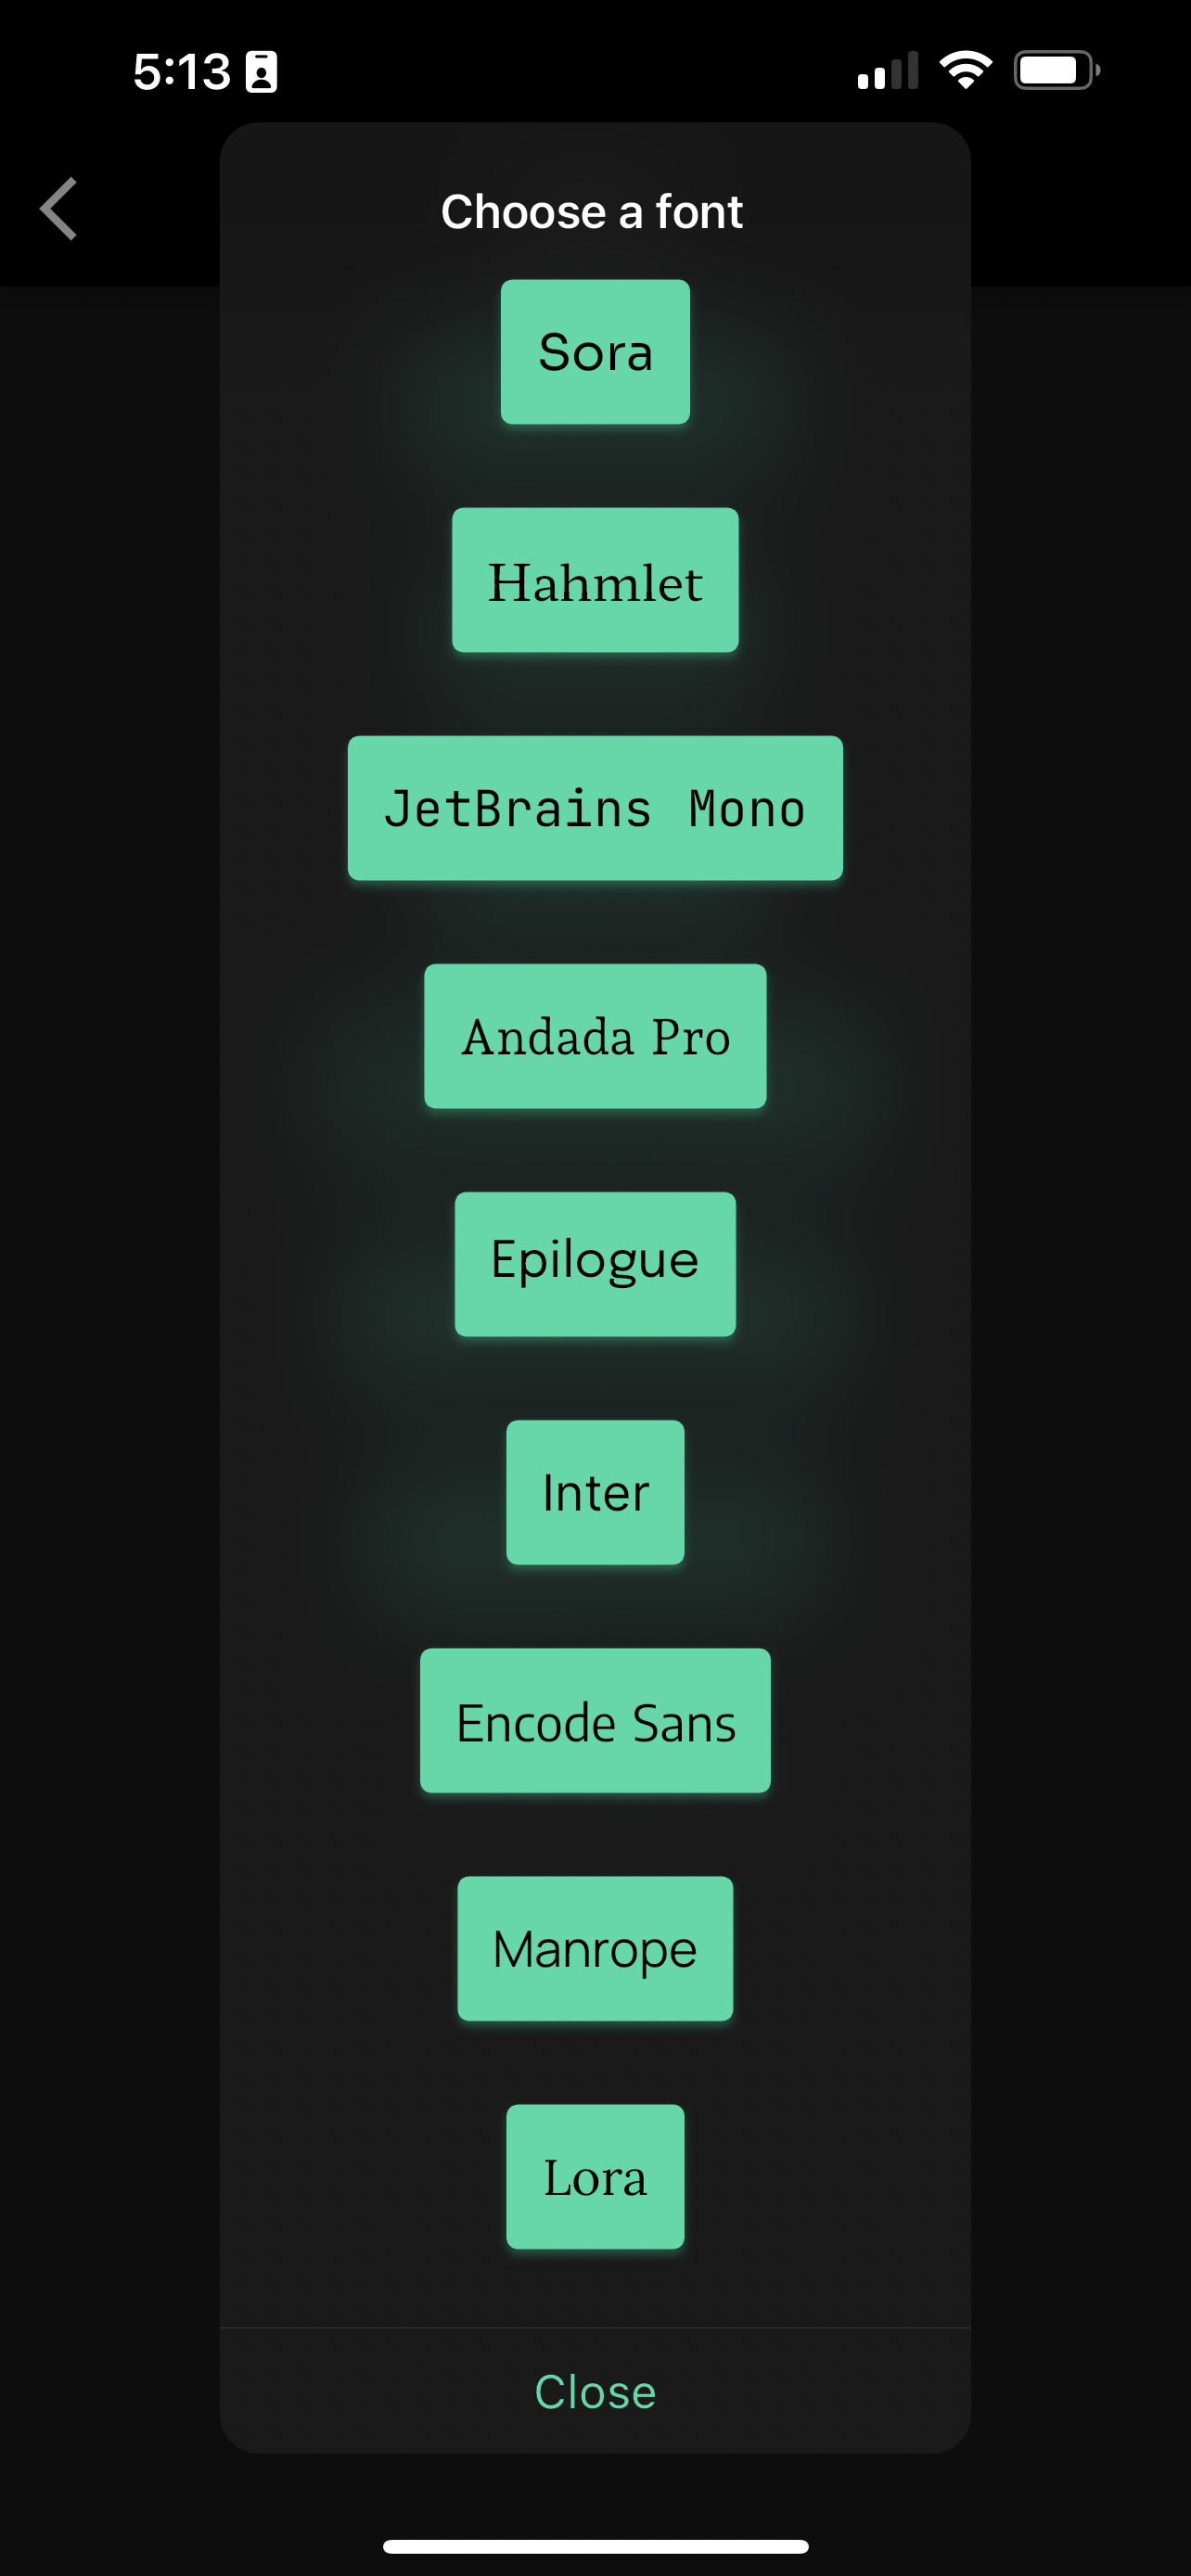 5:13
Choose a font
Sora
Hahmlet
JetBrains Mono
Andada Pro
Epilogue
Inter
Encode Sans
Manrope
Lora
Close